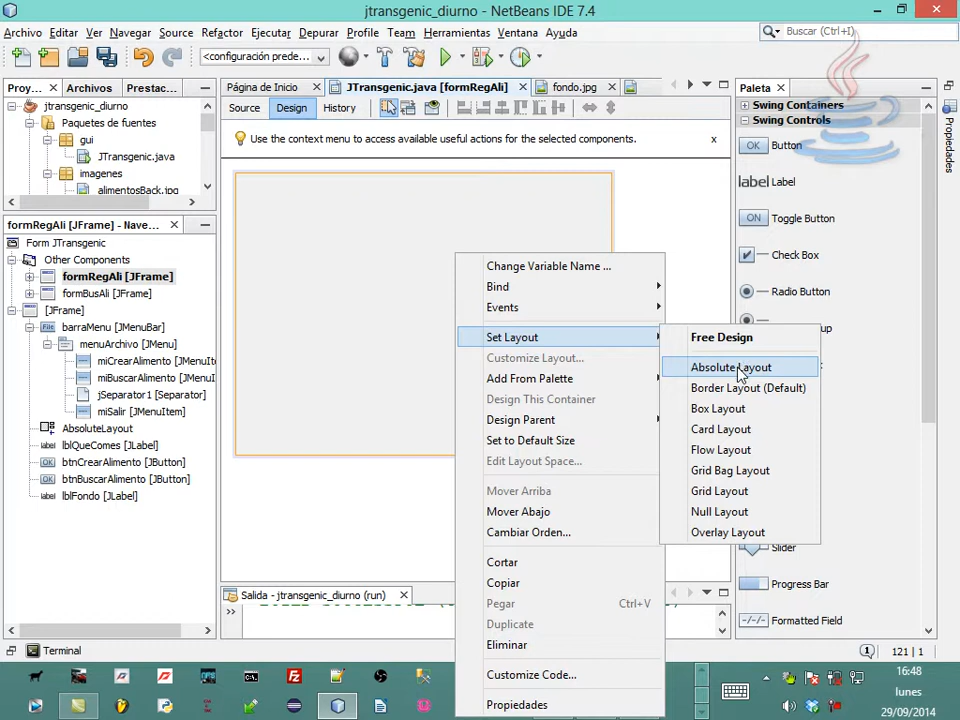 jtransgenic_diurno - NetBeans IDE 7.4
Archivo Editar Ver Navegar Source Refactor Ejecutar Depurar Profile Team Herramientas Ventana Ayuda
Buscar (Ctrl+I)
<configuración prede...
Proy... Archivos Prestac...
Página de Inicio JTransgenic.java [formRegAli] fondo.jpg
Paleta
jtransgenic_diurno
Paquetes de fuentes
gui
JTransgenic.java
imagenes
alimentosBack.jpg
Source Design History
Use the context menu to access available useful actions for the selected components.
x
Swing Containers
Swing Controls
OK Button
label Label
ON Toggle Button
Check Box
Radio Button
Slider
Progress Bar
Formatted Field
Propiedades
formRegAli [JFrame] - Nave...
Form JTransgenic
Other Components
formRegAli [JFrame]
formBusAli [JFrame]
[JFrame]
barraMenu [JMenuBar]
menuArchivo [JMenu]
miCrearAlimento [JMenuIt
miBuscarAlimento [JMenuI
jSeparator1 [Separator]
miSalir [JMenuItem]
AbsoluteLayout
lblQueComes [JLabel]
btnCrearAlimento [JButton]
btnBuscarAlimento [JButton]
lblFondo [JLabel]
Change Variable Name ...
Bind
Events
Set Layout
Customize Layout...
Add From Palette
Design This Container
Design Parent
Set to Default Size
Edit Layout Space...
Mover Arriba
Mover Abajo
Cambiar Orden...
Cortar
Copiar
Pegar Ctrl+V
Duplicate
Eliminar
Customize Code...
Propiedades
Free Design
Absolute Layout
Border Layout (Default)
Box Layout
Card Layout
Flow Layout
Grid Bag Layout
Grid Layout
Null Layout
Overlay Layout
Salida - jtransgenic_diurno (run)
Terminal
121 | 1
16:48
lunes
29/09/2014